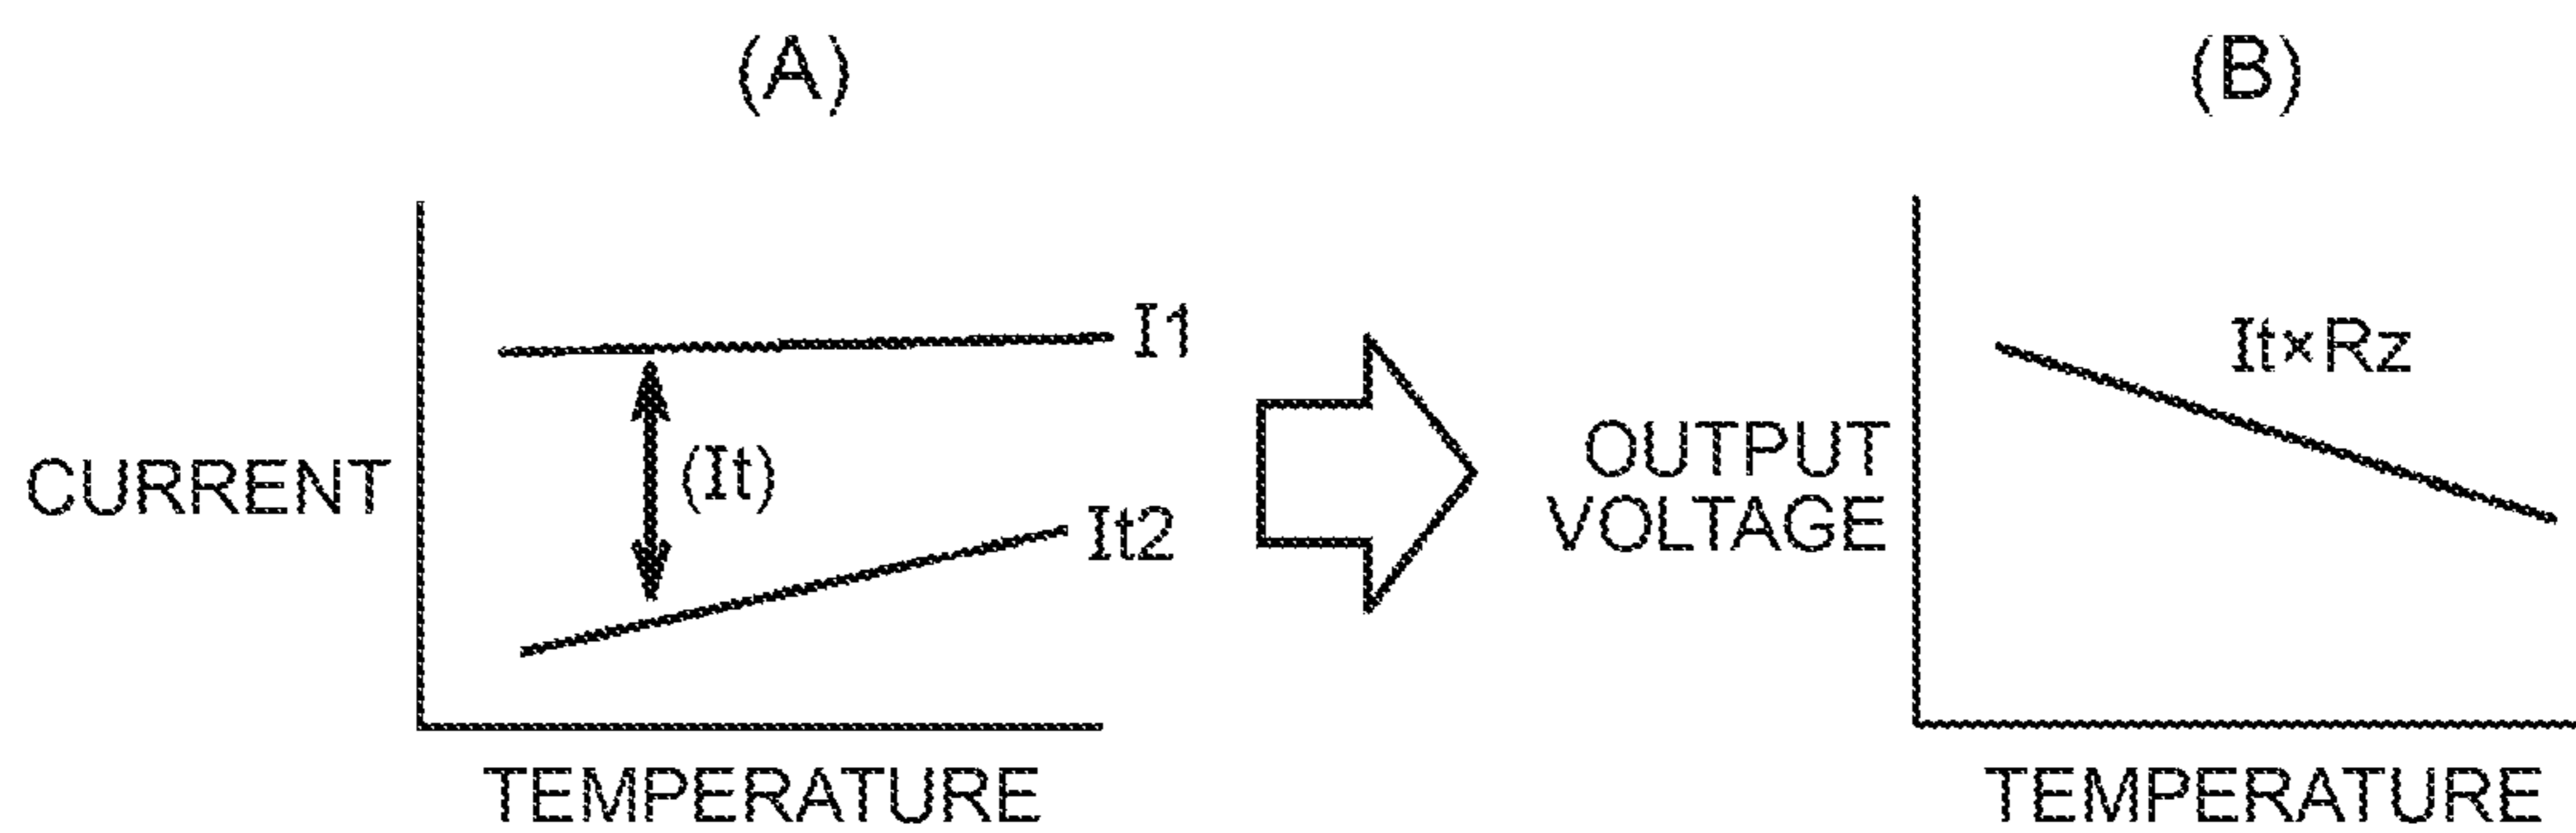 (A)
(B)
I1
It×Rz
CURRENT
(It)
It2
OUTPUT
VOLTAGE
TEMPERATURE
TEMPERATURE